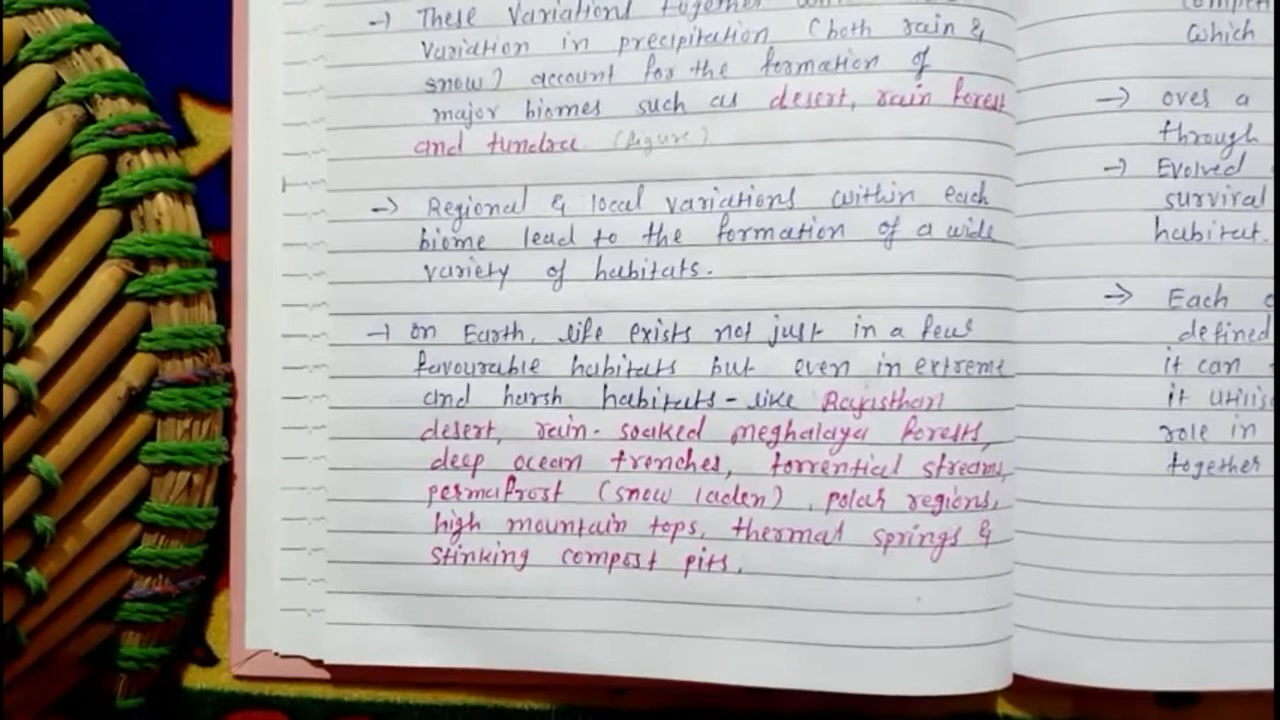 → These Variations together
Variation in precipitation (both rain &
snow) account for the formation of
major biomes such as desert, rain forest
and tundra (figure)
→ Regional & local variations within each
biome lead to the formation of a wide
variety of habitats.
→ On Earth, life exists not just in a few
favourable habitats but even in extreme
and harsh habitats - like Rajasthan
desert, rain-soaked meghalaya forests,
deep ocean trenches, torrential streams,
permafrost (snow laden), polar regions,
high mountain tops, thermal springs &
stinking compost pits.
which
→ over a
through
→ Evolved
survival
habitat.
→ Each
defined
it can
it utilis
role in
together